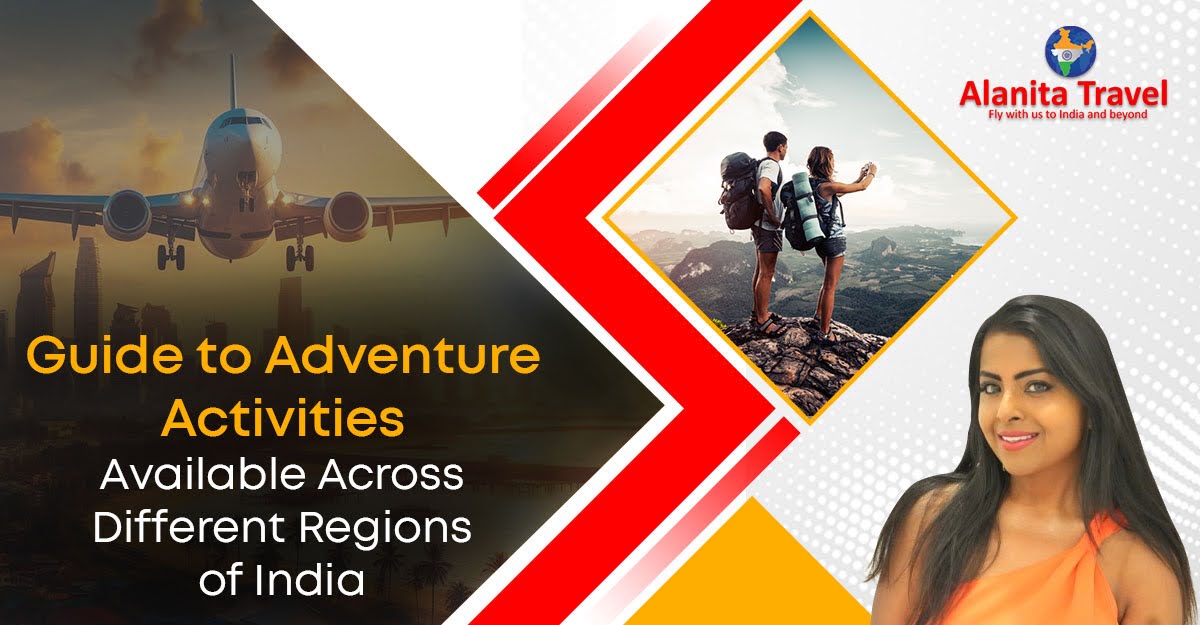 Guide to Adventure
Activities
Available Across
Different Regions
of India
Alanita Travel
Fly with us to India and beyond